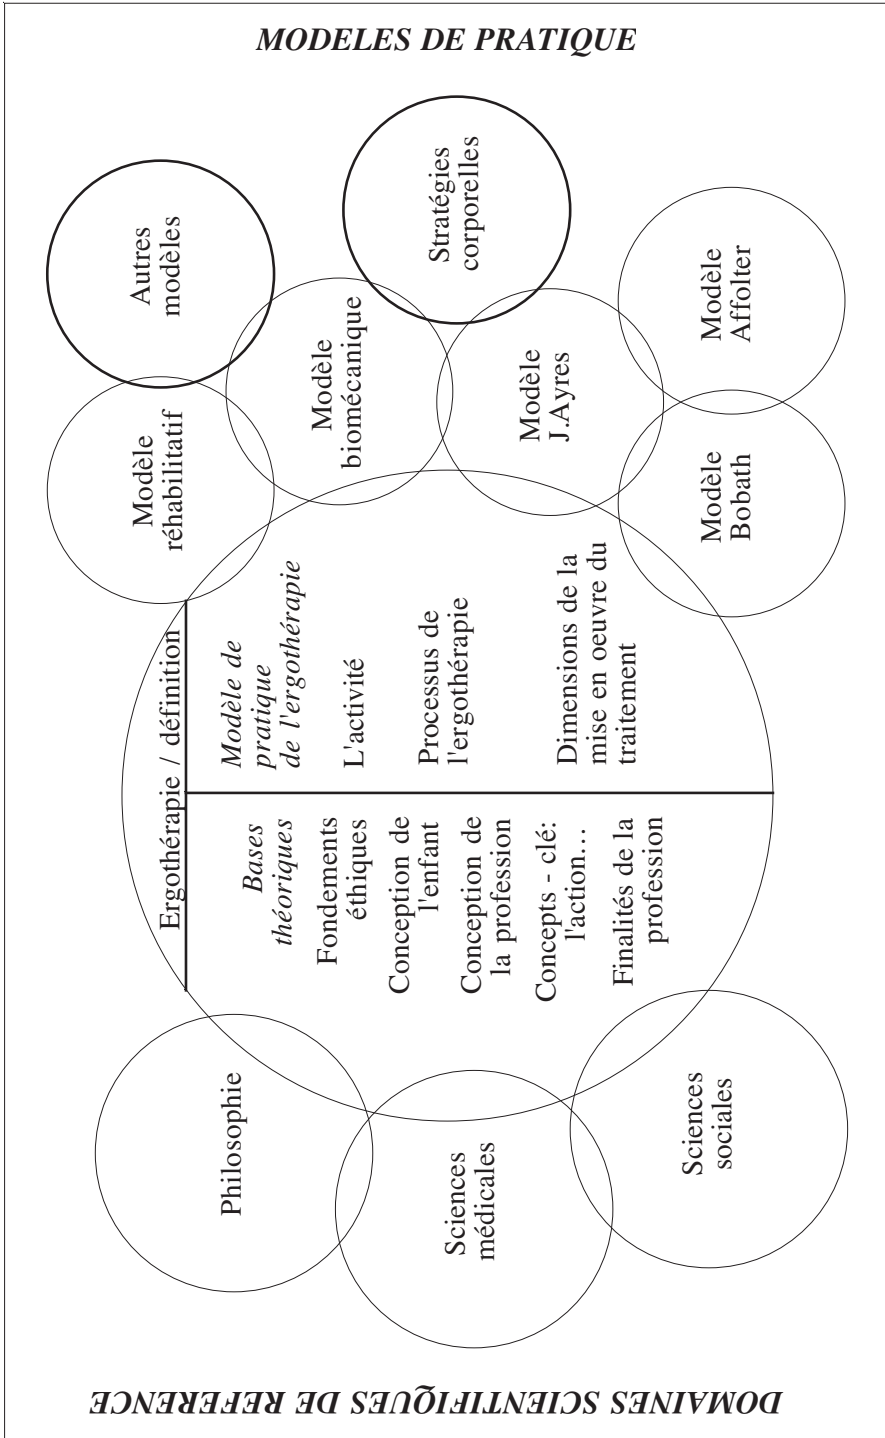 MODELES DE PRATIQUE
Autres
modèles
Stratégies
corporelles
Modèle
réhabilitatif
Modèle
biomécanique
Modèle
J.Ayres
Modèle
Affolter
Modèle
Bobath
Ergothérapie / définition
Modèle de
pratique
de l'ergothérapie
L'activité
Processus de
l'ergothérapie
Dimensions de la
mise en oeuvre du
traitement
Bases
théoriques
Fondements
éthiques
Conception de
l'enfant
Conception de
la profession
Concepts - clé:
l'action…
Finalités de la
profession
Philosophie
Sciences
médicales
Sciences
sociales
DOMAINES SCIENTIFIQUES DE REFERENCE